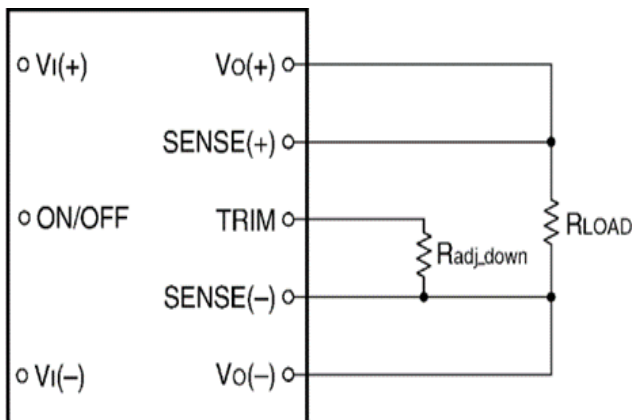 VI(+) VO(+)
SENSE(+)
ON/OFF TRIM RLOAD
Radj_down
SENSE(–)
VI(–) VO(–)